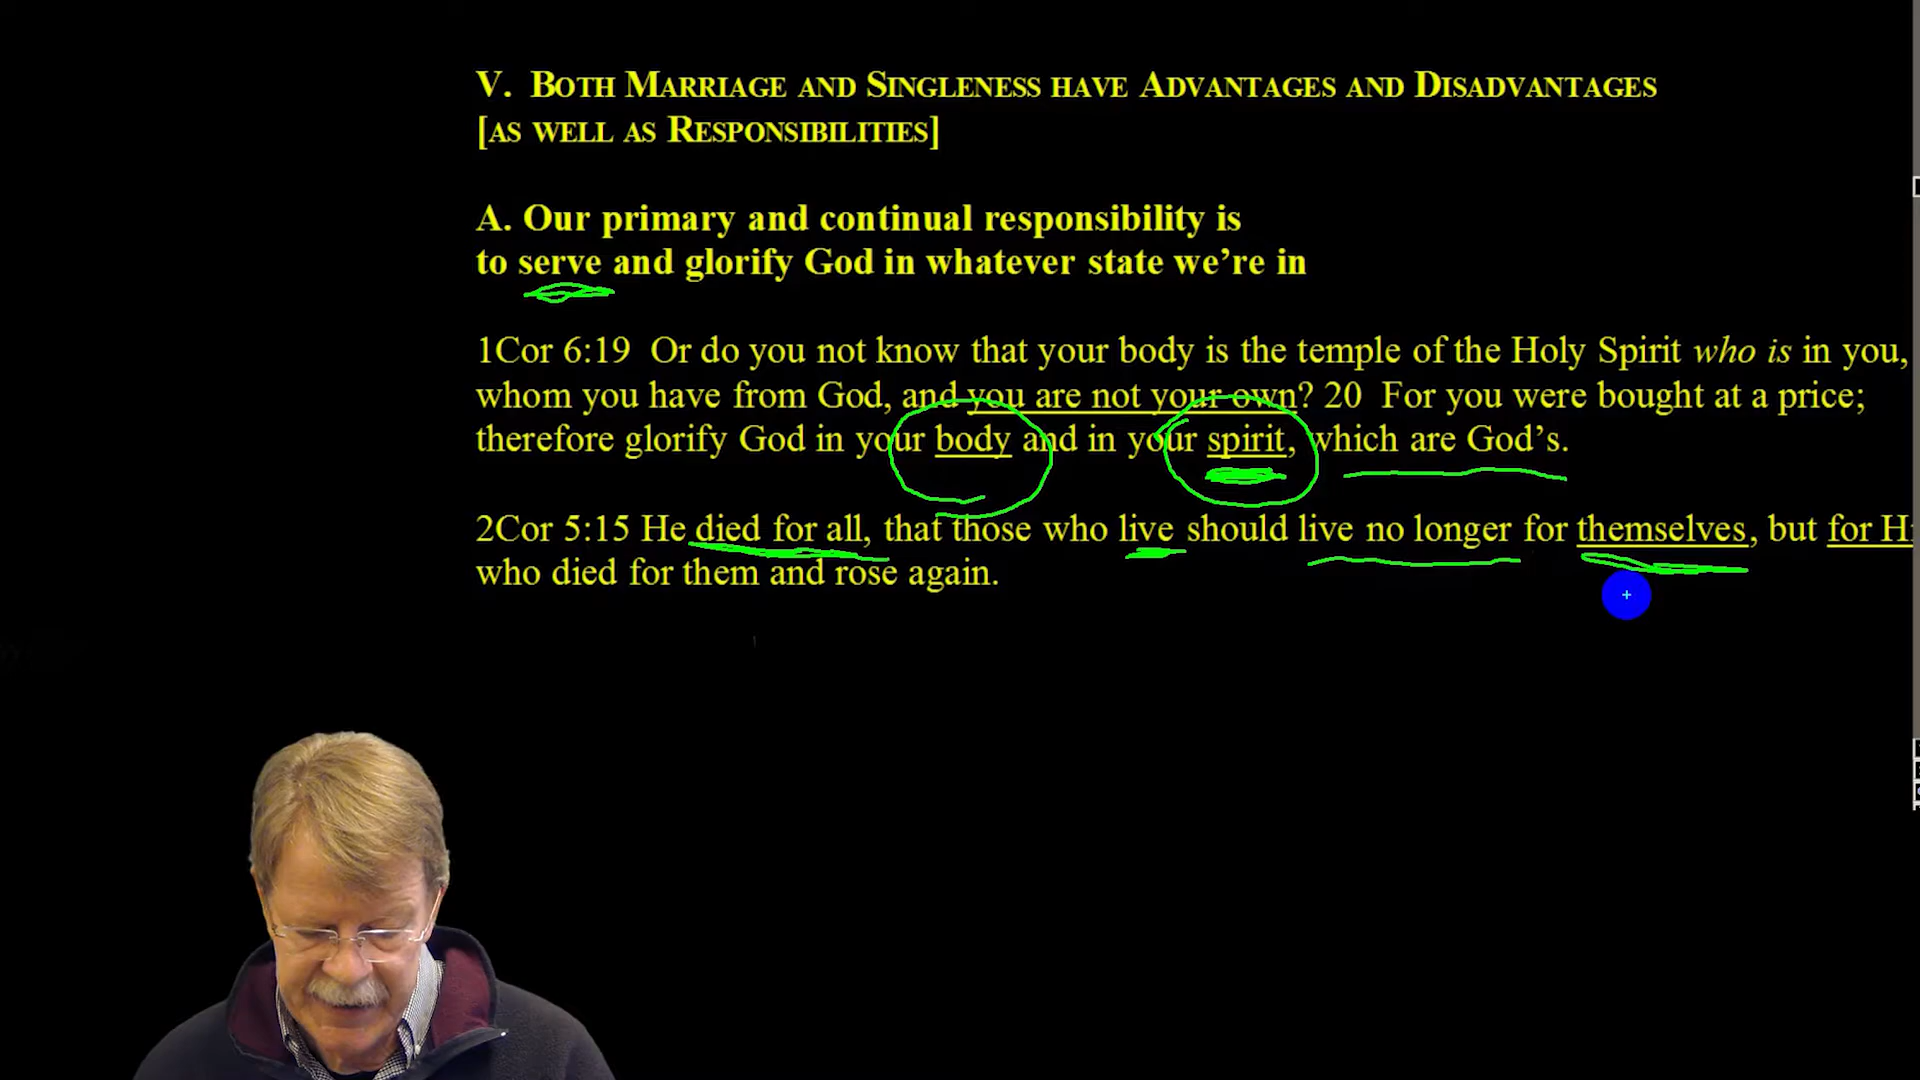 V. BOTH MARRIAGE AND SINGLENESS HAVE ADVANTAGES AND DISADVANTAGES
[AS WELL AS RESPONSIBILITIES]
A. Our primary and continual responsibility is
to serve and glorify God in whatever state we’re in
1Cor 6:19 Or do you not know that your body is the temple of the Holy Spirit who is in you,
whom you have from God, and you are not your own? 20 For you were bought at a price;
therefore glorify God in your body and in your spirit, which are God’s.
2Cor 5:15 He died for all, that those who live should live no longer for themselves, but for
who died for them and rose again.